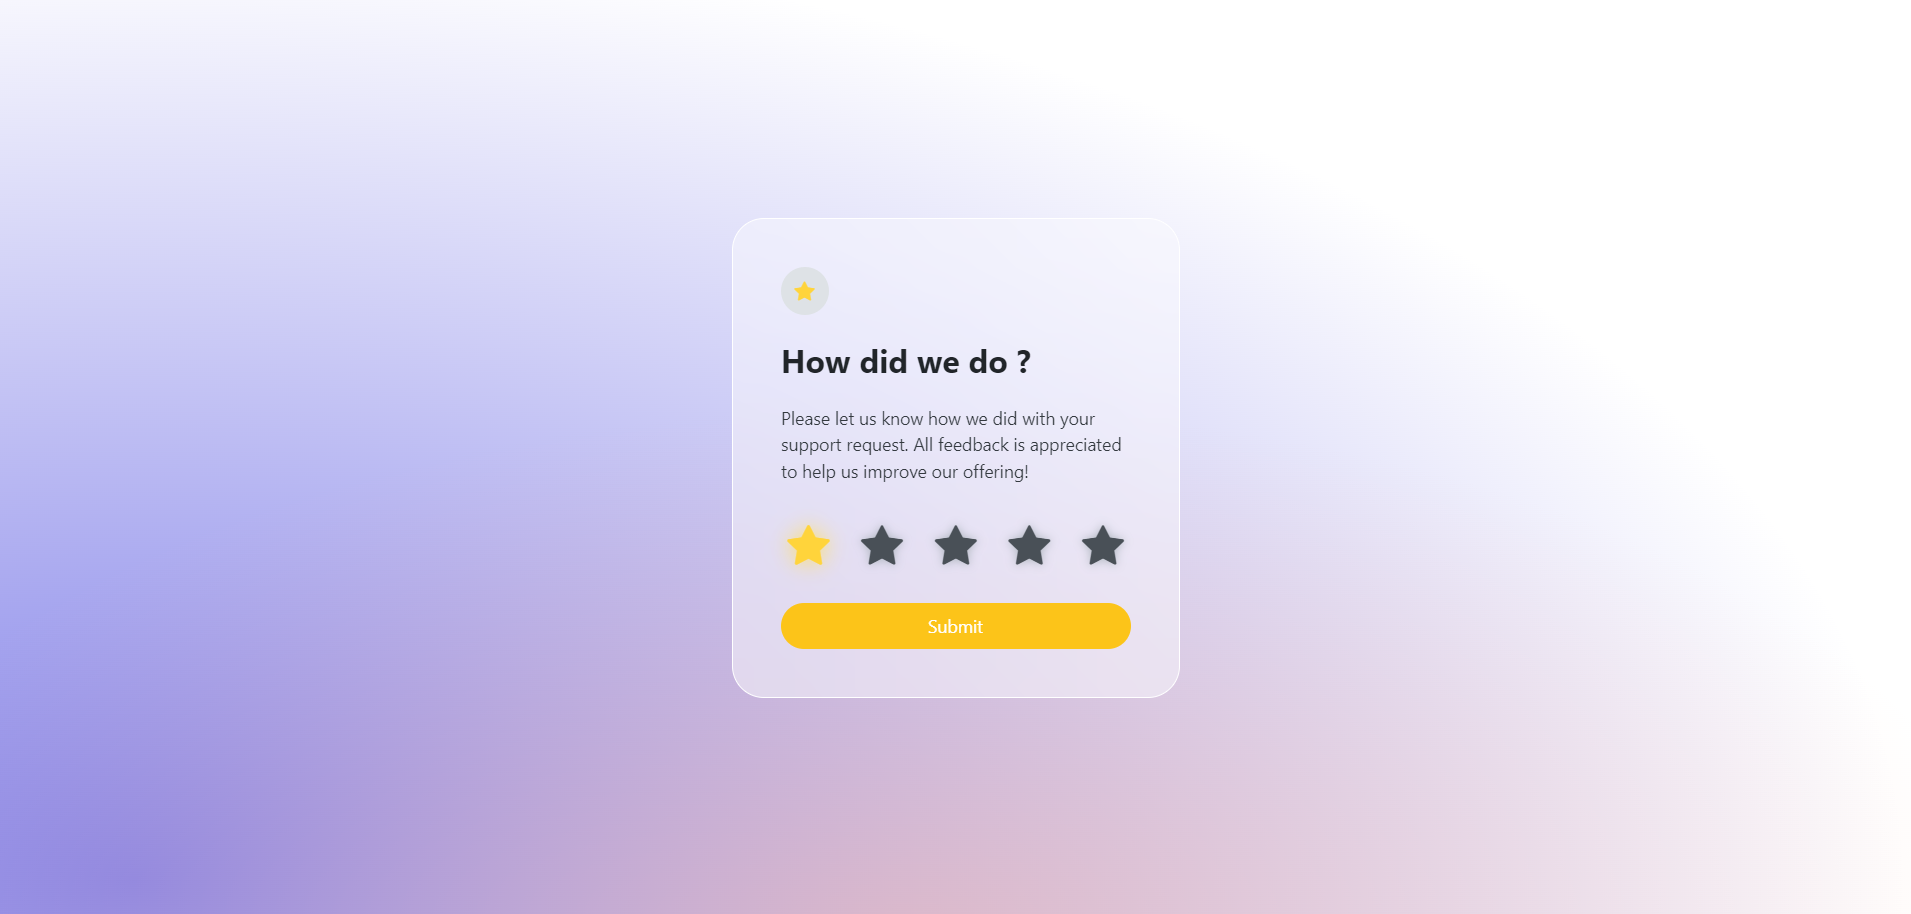 How did we do ?
Please let us know how we did with your
support request. All feedback is appreciated
to help us improve our offering!
Submit